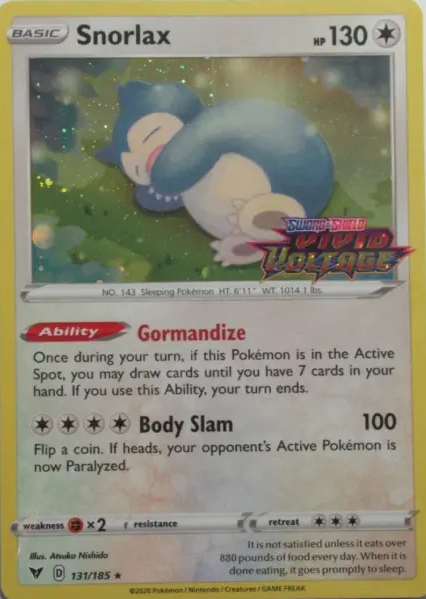 BASIC Snorlax HP 130
SWORD & SHIELD
VIVID
VOLTAGE
NO. 143 Sleeping Pokémon HT: 6'11" WT: 1014.1 lbs.
Ability Gormandize
Once during your turn, if this Pokémon is in the Active
Spot, you may draw cards until you have 7 cards in your
hand. If you use this Ability, your turn ends.
Body Slam 100
Flip a coin. If heads, your opponent's Active Pokémon is
now Paralyzed.
weakness ×2 resistance retreat
Illus. Atsuko Nishida
D 131/185 ★
It is not satisfied unless it eats over
880 pounds of food every day. When it is
done eating, it goes promptly to sleep.
©2020 Pokémon / Nintendo / Creatures / GAME FREAK